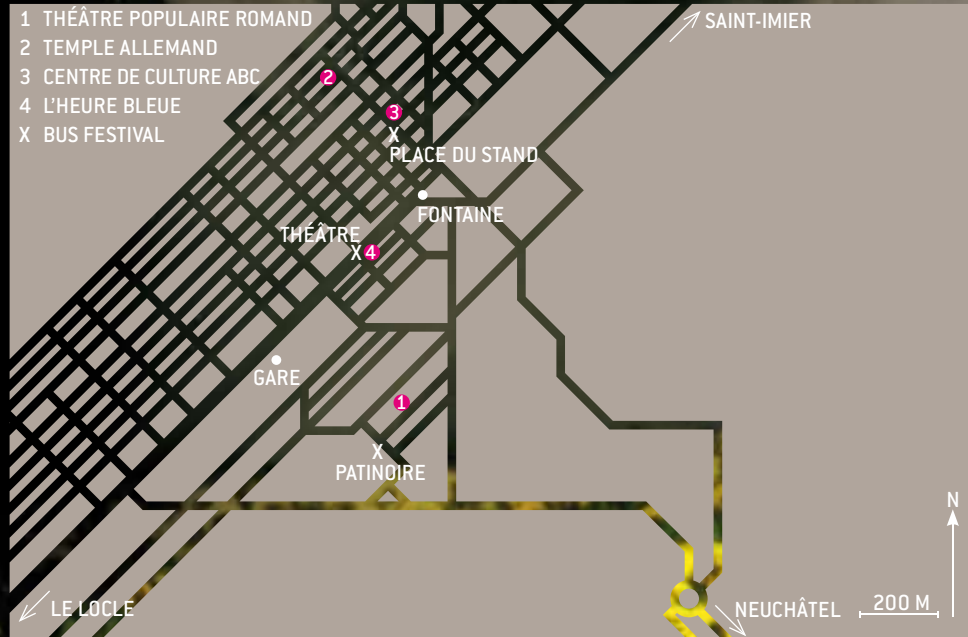 1 THÉÂTRE POPULAIRE ROMAND
2 TEMPLE ALLEMAND
3 CENTRE DE CULTURE ABC
4 L'HEURE BLEUE
X BUS FESTIVAL
SAINT-IMIER
2
3
X
PLACE DU STAND
FONTAINE
THÉÂTRE
X 4
GARE
1
X
PATINOIRE
N
LE LOCLE
NEUCHÂTEL
200 M